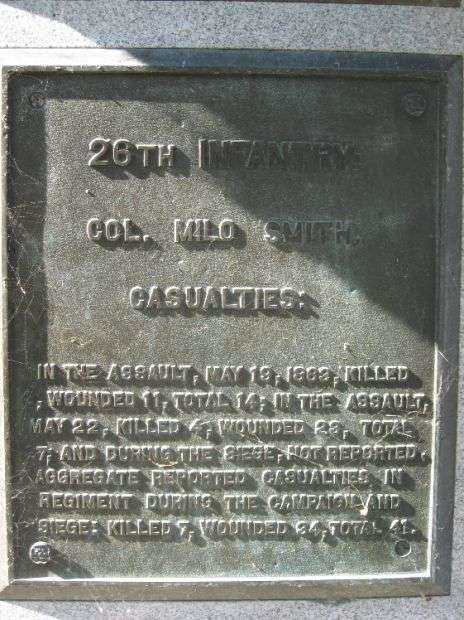 26TH INFANTRY.
COL. MILO SMITH.
CASUALTIES:
IN THE ASSAULT, MAY 19, 1863, KILLED
, WOUNDED 11, TOTAL 14; IN THE ASSAULT,
MAY 22, KILLED 4, WOUNDED 23, TOTAL
7; AND DURING THE SIEGE, NOT REPORTED.
AGGREGATE REPORTED CASUALTIES IN
REGIMENT DURING THE CAMPAIGN AND
SIEGE: KILLED 7, WOUNDED 34, TOTAL 41.